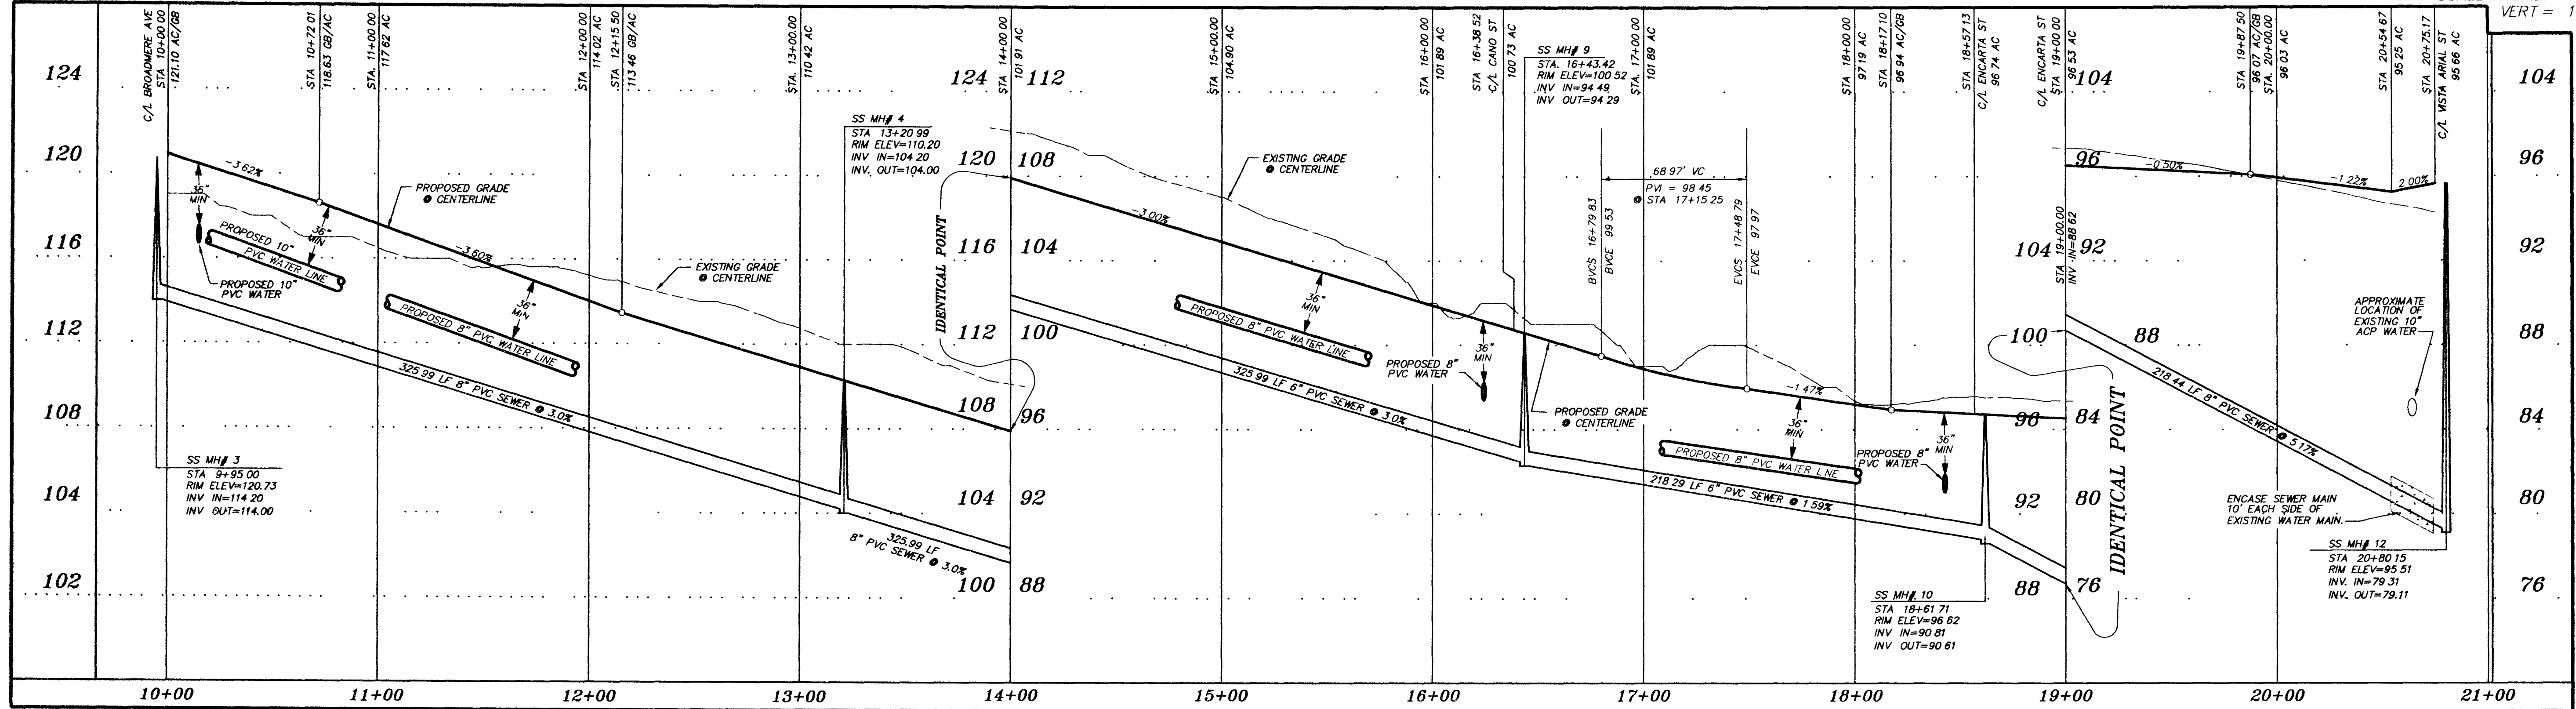 VERT = 1
C/L BROADMERE AVE
STA 10+00 00
121.10 AC/GB
STA 10+72 01
118.63 GB/AC
STA. 11+00 00
117 62 AC
STA 12+00 00
114 02 AC
STA 12+15 50
113 46 GB/AC
STA. 13+00.00
110 42 AC
STA 14+00 00
101 91 AC
STA 15+00.00
104.90 AC
STA 16+00 00
101 89 AC
STA 16+38 52
C/L CANO ST
100 73 AC
STA. 17+00 00
101 89 AC
STA 18+00 00
97 19 AC
STA 18+17 10
96 94 AC/GB
STA 18+57 13
C/L ENCARTA ST
96 74 AC
C/L ENCARTA ST
STA 19+00 00
96 53 AC
STA 19+87 50
96 07 AC/GB
STA. 20+00.00
96 03 AC
STA 20+54 67
95 25 AC
STA 20+75.17
C/L VISTA ARIAL ST
95 66 AC
124
120
116
112
108
104
102
124 112
120 108
116 104
112 100
108 96
104 92
100 88
104
96
104 92
100 88
96 84
92 80
88 76
104
96
92
88
84
80
76
-3 62%
36"
MIN
PROPOSED 10"
PVC WATER LINE
36"
MIN
PROPOSED 10"
PVC WATER
PROPOSED GRADE
@ CENTERLINE
-3.60%
36"
MIN
PROPOSED 8" PVC WATER LINE
EXISTING GRADE
@ CENTERLINE
325 99 LF 8" PVC SEWER @ 3.0%
SS MH# 3
STA 9+95 00
RIM ELEV=120.73
INV IN=114 20
INV OUT=114.00
SS MH# 4
STA 13+20 99
RIM ELEV=110.20
INV IN=104 20
INV. OUT=104.00
325.99 LF
8" PVC SEWER @ 3.0%
IDENTICAL POINT
EXISTING GRADE
@ CENTERLINE
-3.00%
36"
MIN
PROPOSED 8" PVC WATER LINE
325 99 LF 6" PVC SEWER @ 3.0%
36"
MIN
PROPOSED 8"
PVC WATER
SS MH# 9
STA. 16+43.42
RIM ELEV=100 52
INV IN=94 49
INV OUT=94 29
68 97' VC
PVI = 98 45
@ STA 17+15 25
BVCS 16+79 83
BVCE 99 53
EVCS 17+48 79
EVCE 97 97
PROPOSED GRADE
@ CENTERLINE
-1 47%
36"
MIN
PROPOSED 8" PVC WATER LINE
218 29 LF 6" PVC SEWER @ 1 59%
PROPOSED 8"
PVC WATER
36"
MIN
SS MH# 10
STA 18+61 71
RIM ELEV=96 62
INV IN=90 81
INV OUT=90 61
STA 19+00.00
INV IN=88 62
IDENTICAL POINT
-0 50%
-1 22%
2 00%
218 44 LF 8" PVC SEWER @ 5 17%
APPROXIMATE
LOCATION OF
EXISTING 10"
ACP WATER
ENCASE SEWER MAIN
10' EACH SIDE OF
EXISTING WATER MAIN.
SS MH# 12
STA 20+80 15
RIM ELEV=95 51
INV. IN=79 31
INV. OUT=79.11
10+00
11+00
12+00
13+00
14+00
15+00
16+00
17+00
18+00
19+00
20+00
21+00